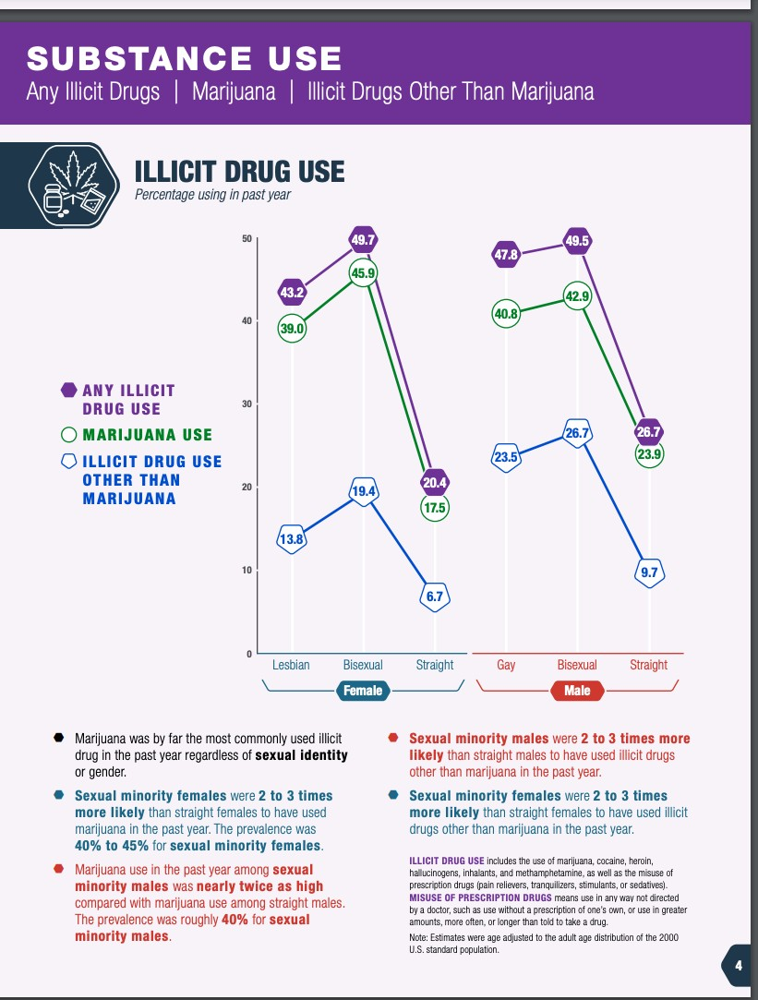 SUBSTANCE USE
Any Illicit Drugs | Marijuana | Illicit Drugs Other Than Marijuana
ILLICIT DRUG USE
Percentage using in past year
50
40
30
20
10
0
ANY ILLICIT
DRUG USE
MARIJUANA USE
ILLICIT DRUG USE
OTHER THAN
MARIJUANA
43.2
49.7
20.4
39.0
45.9
17.5
13.8
19.4
6.7
47.8
49.5
26.7
40.8
42.9
23.9
23.5
26.7
9.7
Lesbian
Bisexual
Straight
Gay
Bisexual
Straight
Female
Male
Marijuana was by far the most commonly used illicit
drug in the past year regardless of sexual identity
or gender.
Sexual minority females were 2 to 3 times
more likely than straight females to have used
marijuana in the past year. The prevalence was
40% to 45% for sexual minority females.
Marijuana use in the past year among sexual
minority males was nearly twice as high
compared with marijuana use among straight males.
The prevalence was roughly 40% for sexual
minority males.
Sexual minority males were 2 to 3 times more
likely than straight males to have used illicit drugs
other than marijuana in the past year.
Sexual minority females were 2 to 3 times
more likely than straight females to have used illicit
drugs other than marijuana in the past year.
ILLICIT DRUG USE includes the use of marijuana, cocaine, heroin,
hallucinogens, inhalants, and methamphetamine, as well as the misuse of
prescription drugs (pain relievers, tranquilizers, stimulants, or sedatives).
MISUSE OF PRESCRIPTION DRUGS means use in any way not directed
by a doctor, such as use without a prescription of one's own, or use in greater
amounts, more often, or longer than told to take a drug.
Note: Estimates were age adjusted to the adult age distribution of the 2000
U.S. standard population.
4